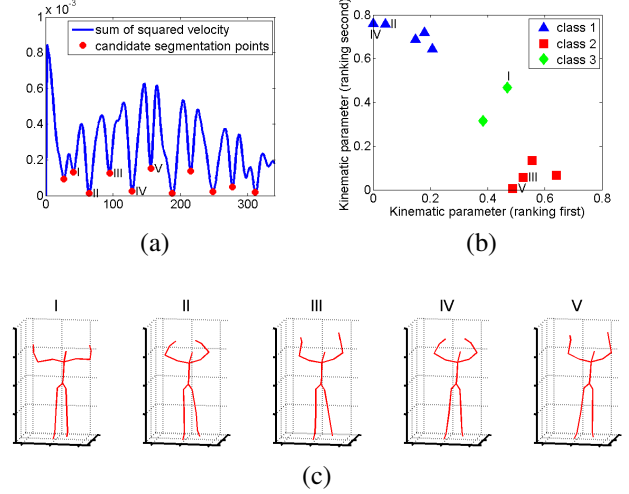 (a)
x 10⁻³
1
0.8
0.6
0.4
0.2
0
0 100 200 300
sum of squared velocity
candidate segmentation points
I
II
III
IV
V
(b)
Kinematic parameter (ranking second)
0.8
0.6
0.4
0.2
0
0 0.2 0.4 0.6 0.8
Kinematic parameter (ranking first)
class 1
class 2
class 3
IV
II
I
III
V
(a)
(b)
I II III IV V
(c)